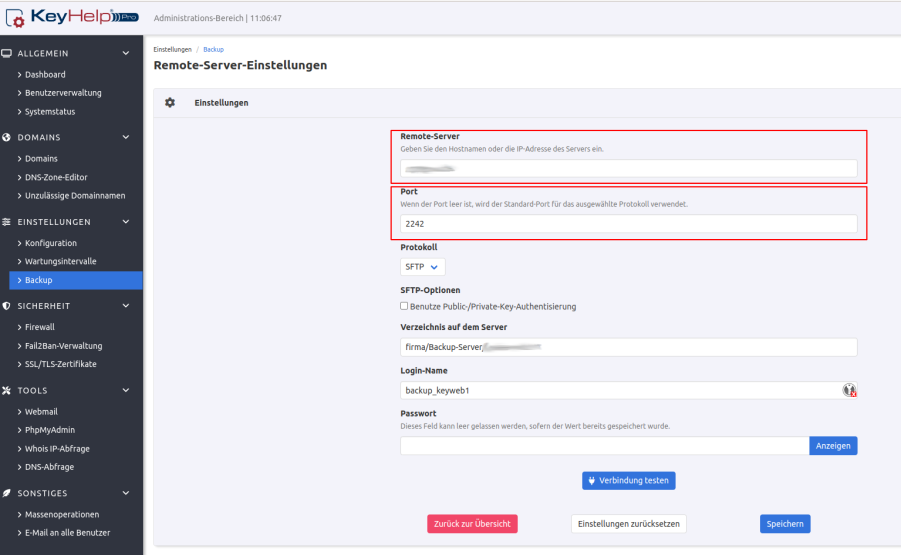 KeyHelp Pro
Administrations-Bereich | 11:06:47
ALLGEMEIN
Dashboard
Benutzerverwaltung
Systemstatus
DOMAINS
Domains
DNS-Zone-Editor
Unzulässige Domainnamen
EINSTELLUNGEN
Konfiguration
Wartungsintervalle
Backup
SICHERHEIT
Firewall
Fail2Ban-Verwaltung
SSL/TLS-Zertifikate
TOOLS
Webmail
PhpMyAdmin
Whois IP-Abfrage
DNS-Abfrage
SONSTIGES
Massenoperationen
E-Mail an alle Benutzer
Einstellungen / Backup
Remote-Server-Einstellungen
Einstellungen
Remote-Server
Geben Sie den Hostnamen oder die IP-Adresse des Servers ein.
Port
Wenn der Port leer ist, wird der Standard-Port für das ausgewählte Protokoll verwendet.
2242
Protokoll
SFTP
SFTP-Optionen
Benutze Public-/Private-Key-Authentisierung
Verzeichnis auf dem Server
firma/Backup-Server/
Login-Name
backup_keyweb1
Passwort
Dieses Feld kann leer gelassen werden, sofern der Wert bereits gespeichert wurde.
Anzeigen
Verbindung testen
Zurück zur Übersicht
Einstellungen zurücksetzen
Speichern